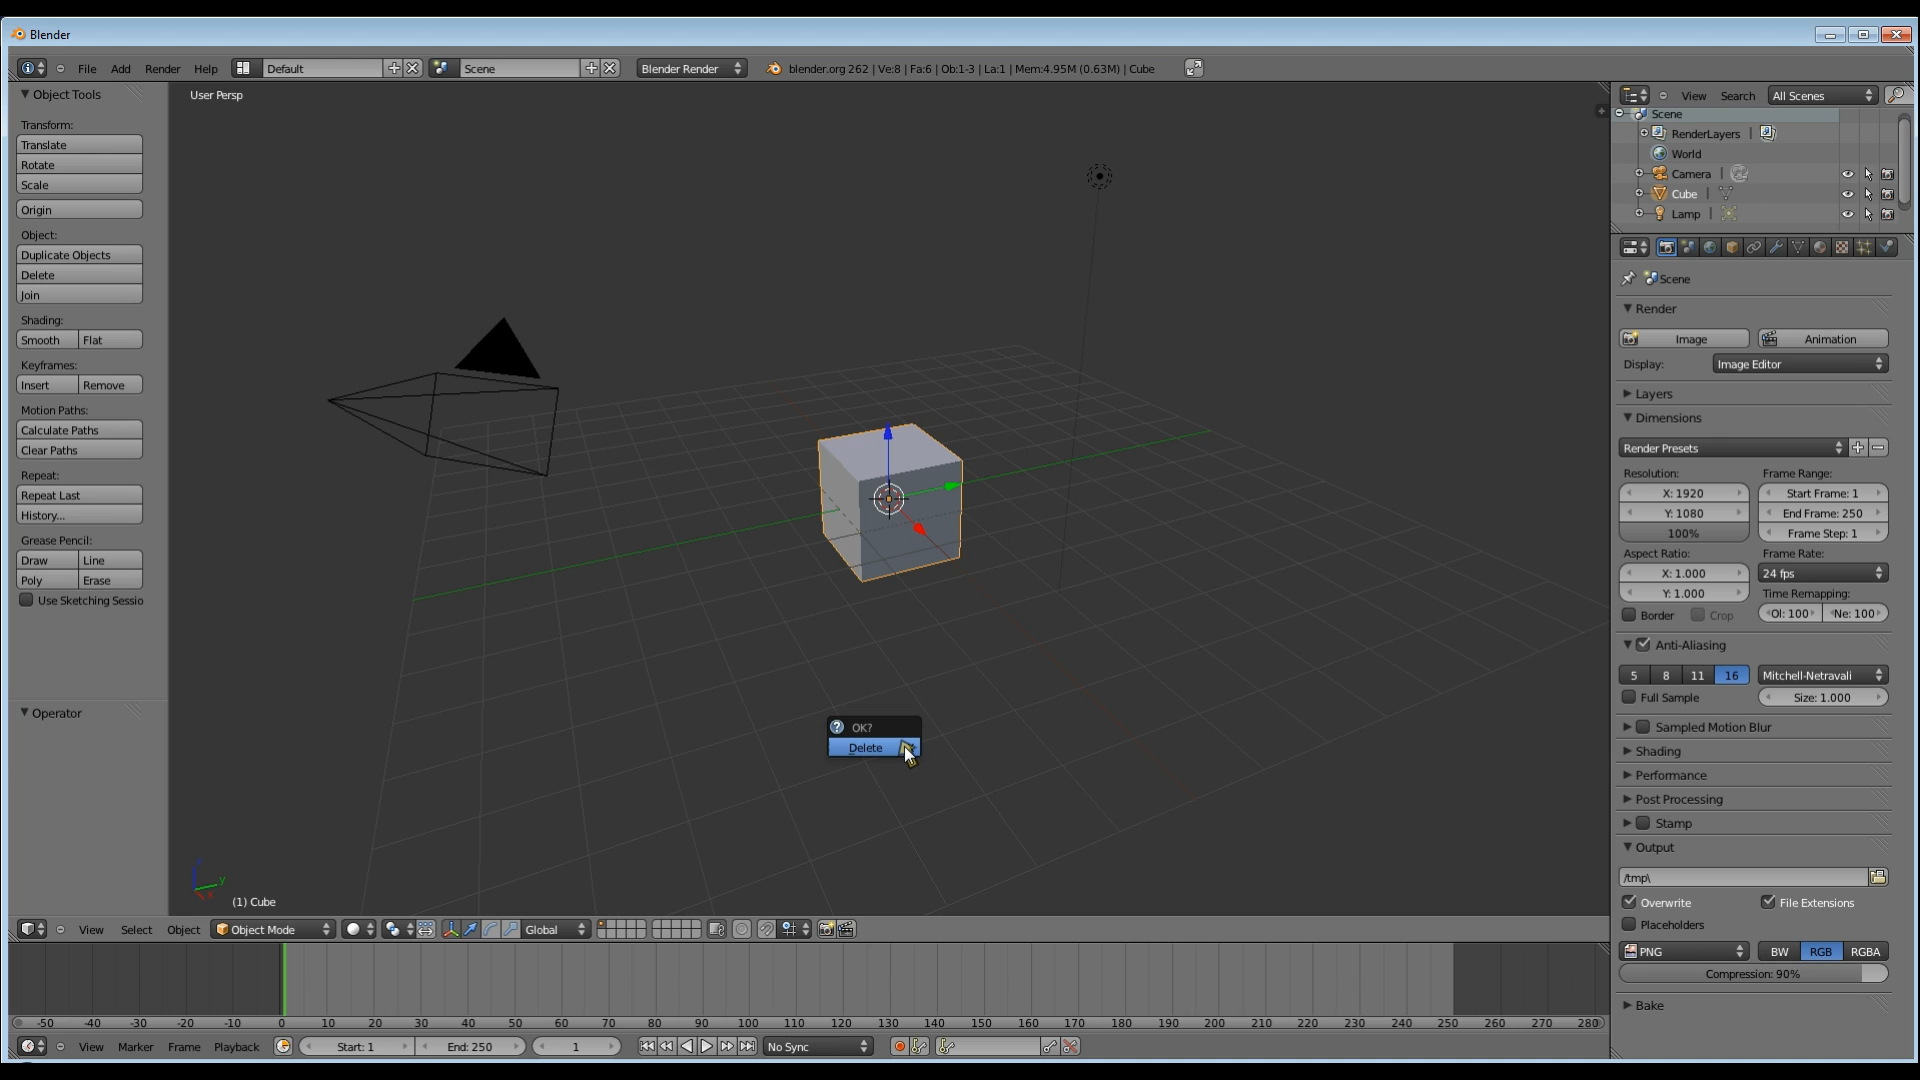 Blender
File Add Render Help Default Scene Blender Render blender.org 262 | Ve:8 | Fa:6 | Ob:1-3 | La:1 | Mem:4.95M (0.63M) | Cube
Object Tools
Transform:
Translate
Rotate
Scale
Origin
Object:
Duplicate Objects
Delete
Join
Shading:
Smooth Flat
Keyframes:
Insert Remove
Motion Paths:
Calculate Paths
Clear Paths
Repeat:
Repeat Last
History...
Grease Pencil:
Draw Line
Poly Erase
Use Sketching Sessio
Operator
User Persp
OK?
Delete
y
(1) Cube
View Select Object Object Mode Global
-50 -40 -30 -20 -10 0 10 20 30 40 50 60 70 80 90 100 110 120 130 140 150 160 170 180 190 200 210 220 230 240 250 260 270 280
View Marker Frame Playback Start: 1 End: 250 1 No Sync
View Search All Scenes
Scene
RenderLayers |
World
Camera |
Cube |
Lamp |
Scene
Render
Image Animation
Display: Image Editor
Layers
Dimensions
Render Presets
Resolution: Frame Range:
X: 1920 Start Frame: 1
Y: 1080 End Frame: 250
100% Frame Step: 1
Aspect Ratio: Frame Rate:
X: 1.000 24 fps
Y: 1.000 Time Remapping:
Border Crop Ol: 100 Ne: 100
Anti-Aliasing
5 8 11 16 Mitchell-Netravali
Full Sample Size: 1.000
Sampled Motion Blur
Shading
Performance
Post Processing
Stamp
Output
/tmp\
Overwrite File Extensions
Placeholders
PNG BW RGB RGBA
Compression: 90%
Bake